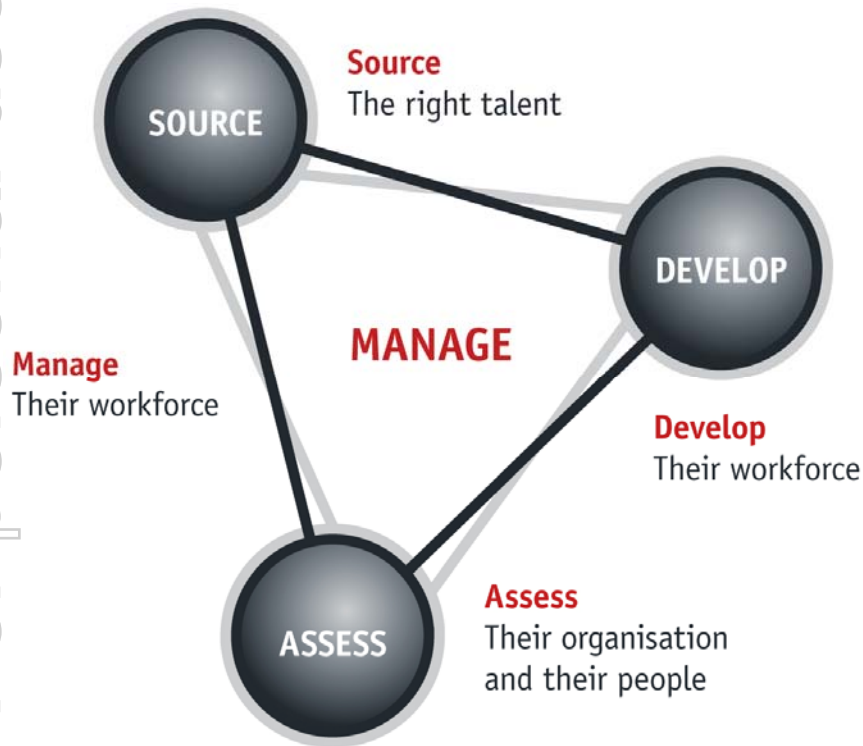 Source
The right talent
SOURCE
DEVELOP
MANAGE
Manage
Their workforce
Develop
Their workforce
Assess
Their organisation
and their people
ASSESS